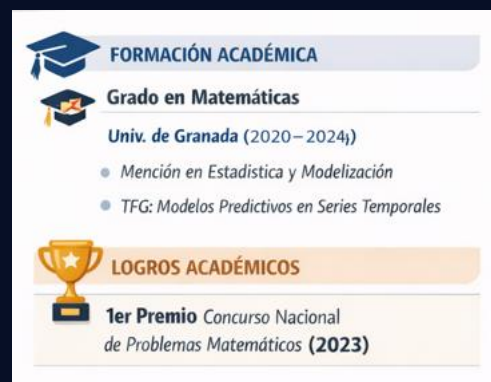 FORMACIÓN ACADÉMICA
Grado en Matemáticas
Univ. de Granada (2020–2024)
Mención en Estadistica y Modelización
TFG: Modelos Predictivos en Series Temporales
LOGROS ACADÉMICOS
1er Premio Concurso Nacional
de Problemas Matemáticos (2023)